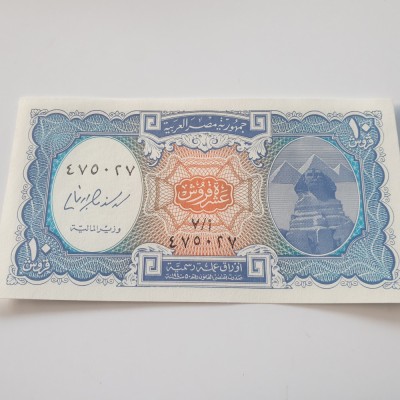 جمهورية مصر العربية
١٠
قروش
٤٧٥٠٢٧
وزير المالية
عشرة قروش
٧/١
٤٧٥٠٢٧
أوراق عملة رسمية
١٠
قروش